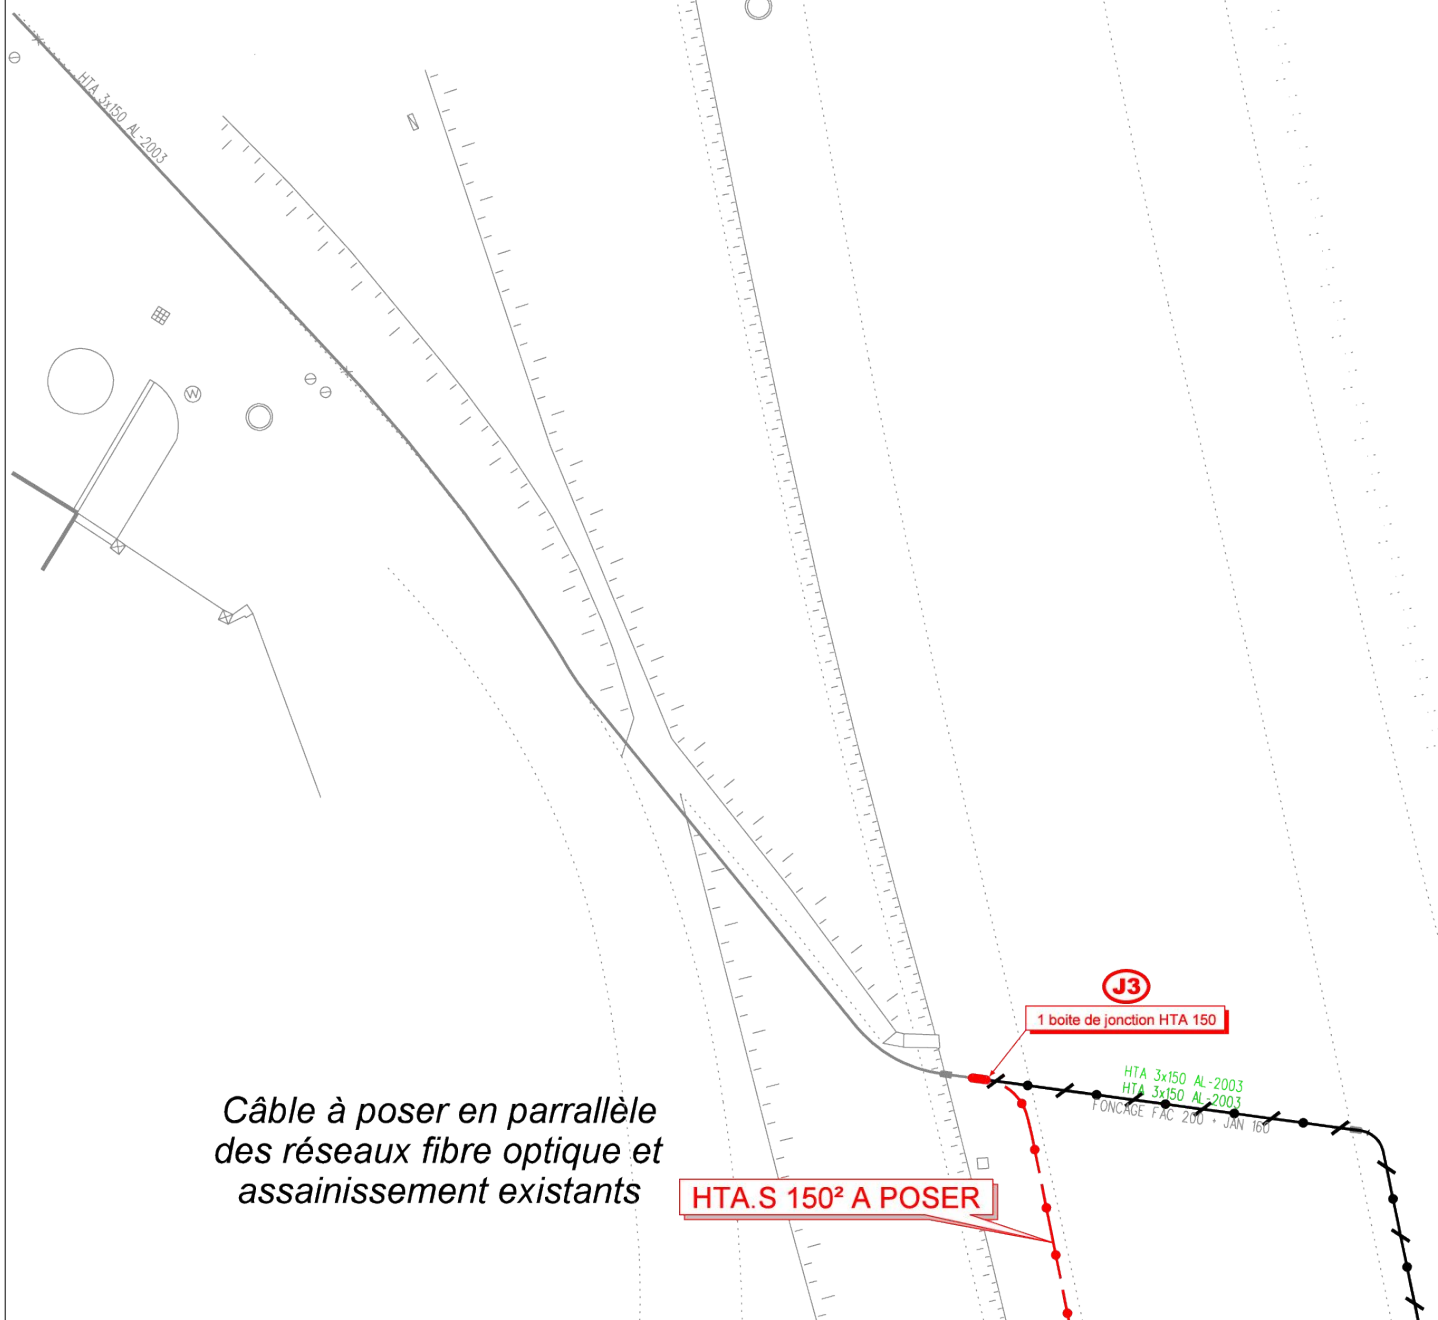 HTA 3x150 AL-2003
W
J3
1 boite de jonction HTA 150
HTA 3x150 AL-2003
HTA 3x150 AL-2003
FONCAGE FAC 200 + JAN 160
Câble à poser en parrallèle
des réseaux fibre optique et
assainissement existants
HTA.S 150² A POSER